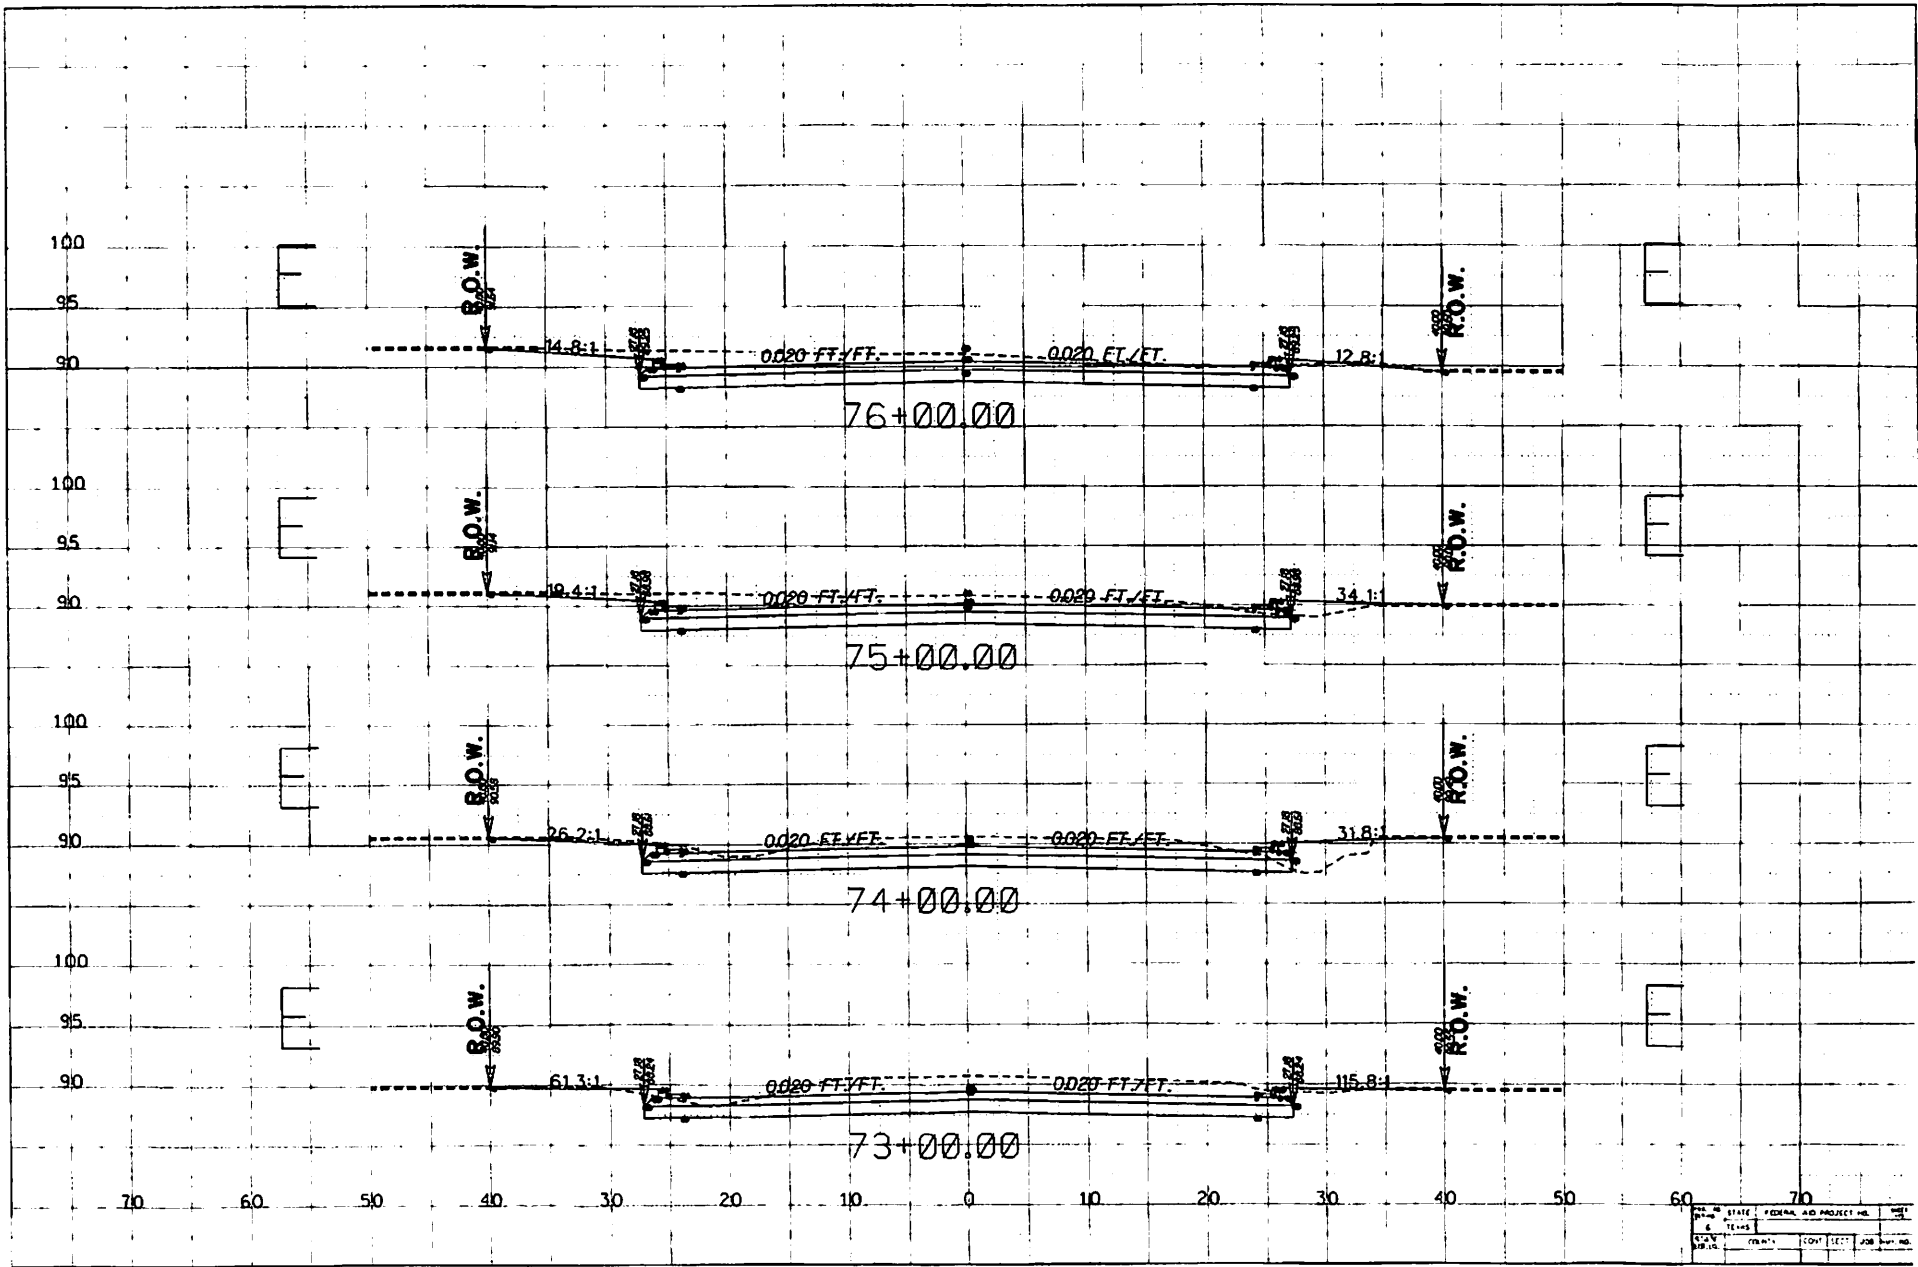 100
95
90
R.O.W.
R.O.W.
14.8:1
0.020 FT./FT.
0.020 FT./FT.
12.8:1
76+00.00
100
95
90
R.O.W.
R.O.W.
19.4:1
0.020 FT./FT.
0.020 FT./FT.
34.1:1
75+00.00
100
95
90
R.O.W.
R.O.W.
26.2:1
0.020 FT./FT.
0.020 FT./FT.
31.8:1
74+00.00
100
95
90
R.O.W.
R.O.W.
61.3:1
0.020 FT./FT.
0.020 FT./FT.
115.8:1
73+00.00
70 60 50 40 30 20 10 0 10 20 30 40 50 60 70
STATE FEDERAL AID PROJECT NO.
6 TEXAS
COUNTY CONT. SECT. JOB